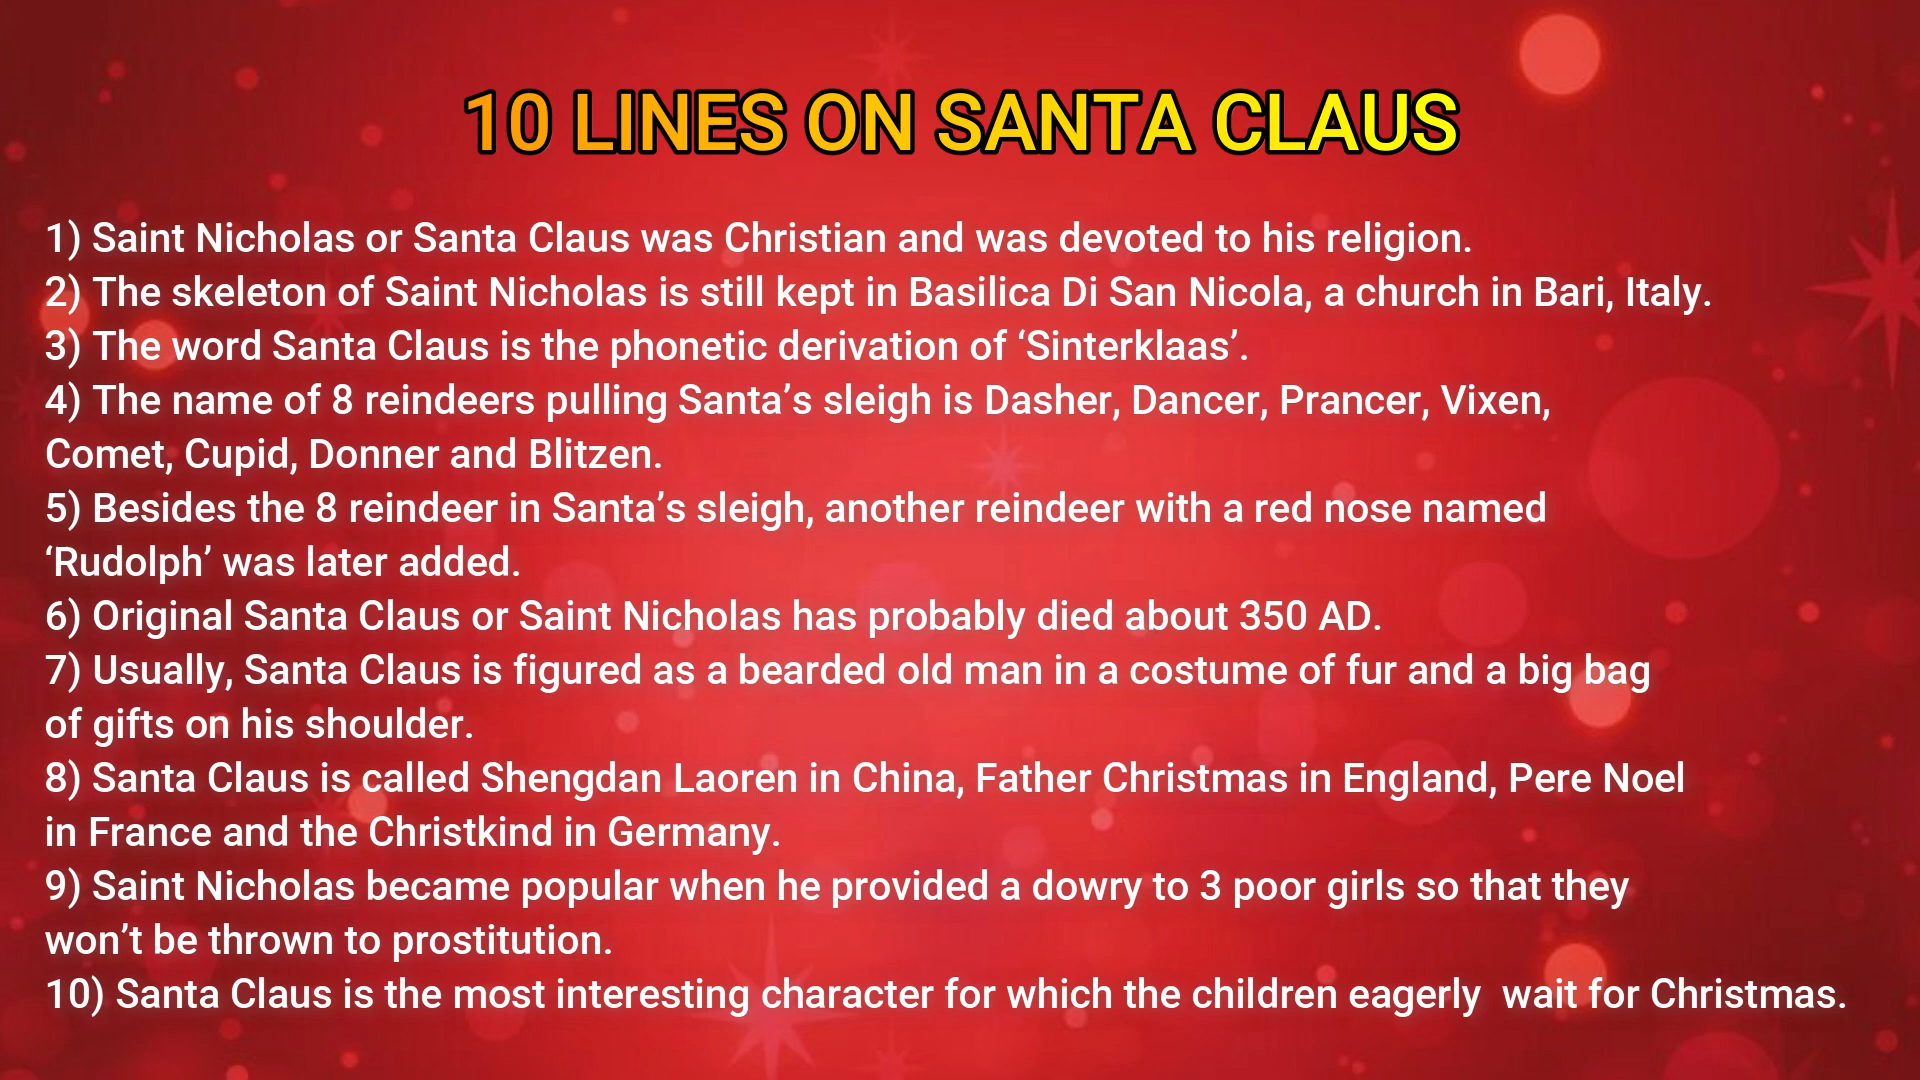 10 LINES ON SANTA CLAUS
1) Saint Nicholas or Santa Claus was Christian and was devoted to his religion.
2) The skeleton of Saint Nicholas is still kept in Basilica Di San Nicola, a church in Bari, Italy.
3) The word Santa Claus is the phonetic derivation of ‘Sinterklaas’.
4) The name of 8 reindeers pulling Santa’s sleigh is Dasher, Dancer, Prancer, Vixen,
Comet, Cupid, Donner and Blitzen.
5) Besides the 8 reindeer in Santa’s sleigh, another reindeer with a red nose named
‘Rudolph’ was later added.
6) Original Santa Claus or Saint Nicholas has probably died about 350 AD.
7) Usually, Santa Claus is figured as a bearded old man in a costume of fur and a big bag
of gifts on his shoulder.
8) Santa Claus is called Shengdan Laoren in China, Father Christmas in England, Pere Noel
in France and the Christkind in Germany.
9) Saint Nicholas became popular when he provided a dowry to 3 poor girls so that they
won’t be thrown to prostitution.
10) Santa Claus is the most interesting character for which the children eagerly  wait for Christmas.